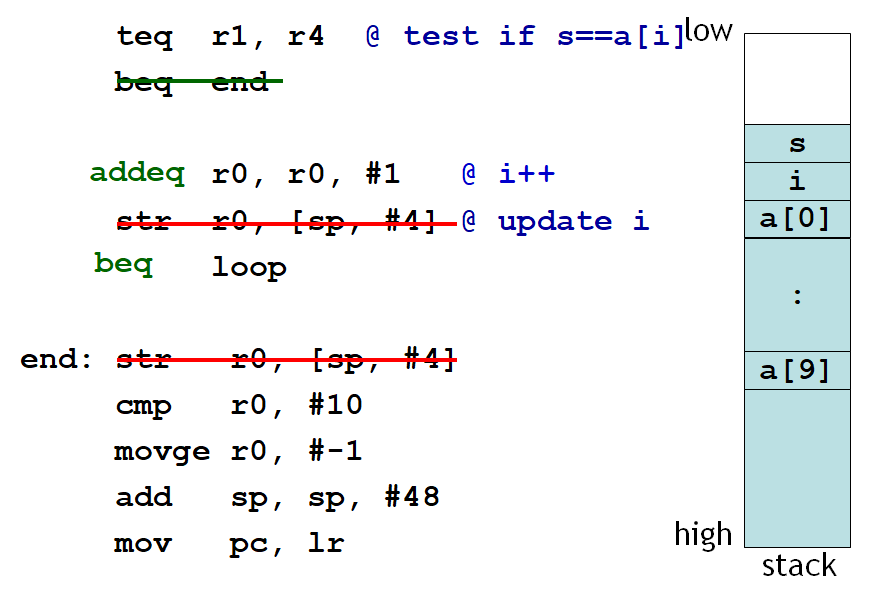 teq r1, r4 @ test if s==a[i]
beq end
addeq r0, r0, #1 @ i++
str r0, [sp, #4] @ update i
beq loop
end: str r0, [sp, #4]
cmp r0, #10
movge r0, #-1
add sp, sp, #48
mov pc, lr
low
s
i
a[0]
:
a[9]
high
stack